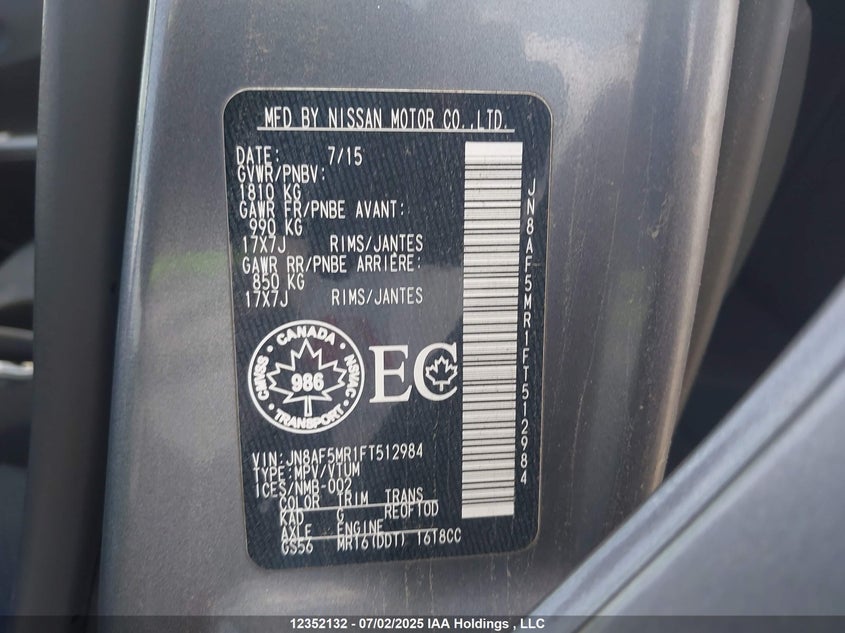 MFD BY NISSAN MOTOR CO.,LTD.
DATE: 7/15
GVWR/PNBV:
1810 KG
GAWR FR/PNBE AVANT:
990 KG
17X7J RIMS/JANTES
GAWR RR/PNBE ARRIÈRE:
850 KG
17X7J RIMS/JANTES
JN8AF5MR1FT512984
CANADA
CMVSS 986 NSVAC
TRANSPORT
EC
VIN:JN8AF5MR1FT512984
TYPE:MPV/VTUM
ICES/NMB-002
COLOR TRIM TRANS
KAD G RE0F10D
AXLE ENGINE
GS56 MR16(DDT) 1618CC
12352132 - 07/02/2025 IAA Holdings , LLC